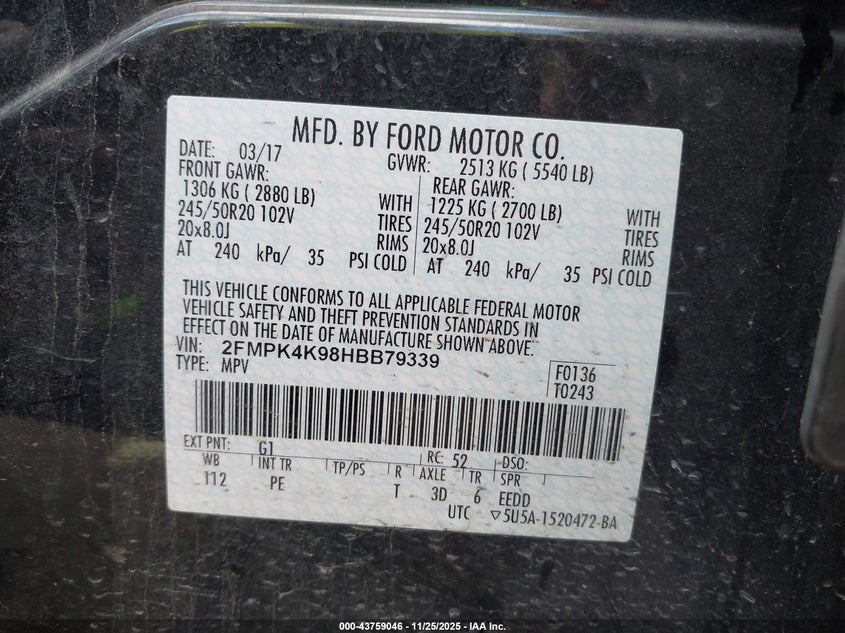 MFD. BY FORD MOTOR CO.
DATE: 03/17 GVWR: 2513 KG ( 5540 LB)
FRONT GAWR: REAR GAWR:
1306 KG ( 2880 LB) WITH 1225 KG ( 2700 LB) WITH
245/50R20 102V TIRES 245/50R20 102V TIRES
20x8.0J RIMS 20x8.0J RIMS
AT 240 kPa/ 35 PSI COLD AT 240 kPa/ 35 PSI COLD
THIS VEHICLE CONFORMS TO ALL APPLICABLE FEDERAL MOTOR
VEHICLE SAFETY AND THEFT PREVENTION STANDARDS IN
EFFECT ON THE DATE OF MANUFACTURE SHOWN ABOVE.
VIN: 2FMPK4K98HBB79339
TYPE: MPV
F0136
T0243
EXT PNT: G1 RC: 52 DSO:
WB INT TR TP/PS R AXLE TR SPR
112 PE T 3D 6 EEDD
UTC ▽5U5A-1520472-BA
000-43759046 - 11/25/2025 - IAA Inc.